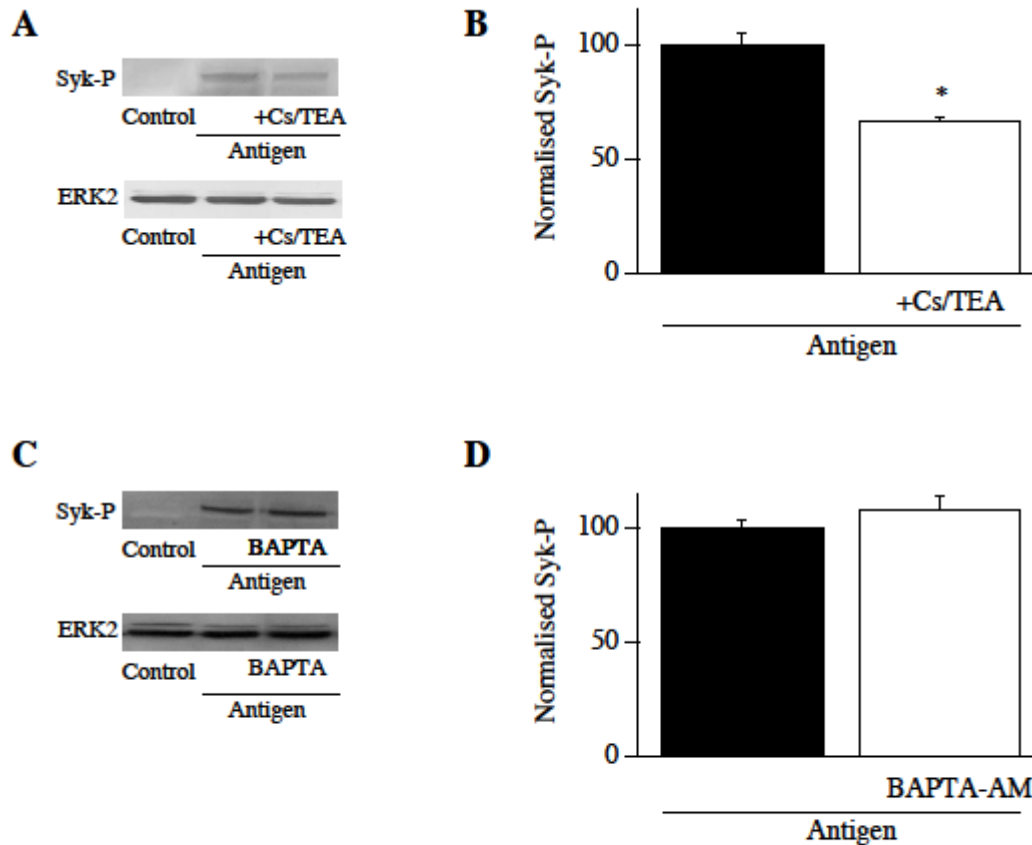 A
Syk-P
Control +Cs/TEA
Antigen
ERK2
Control +Cs/TEA
Antigen
B
Normalised Syk-P
100
50
0
*
+Cs/TEA
Antigen
C
Syk-P
Control BAPTA
Antigen
ERK2
Control BAPTA
Antigen
D
Normalised Syk-P
100
50
0
BAPTA-AM
Antigen